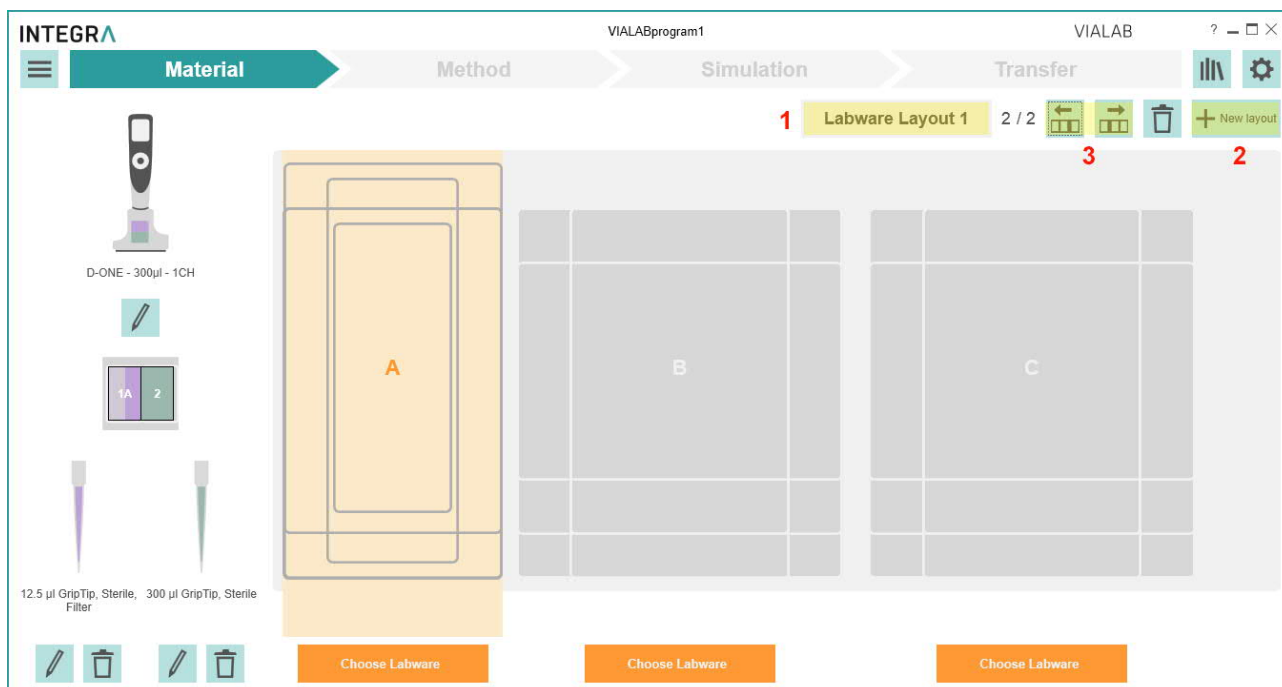 INTEGRA
VIALABprogram1
VIALAB
?
Material
Method
Simulation
Transfer
1
Labware Layout 1
2 / 2
New layout
3
2
D-ONE - 300µl - 1CH
A
B
C
1A
2
12.5 µl GripTip, Sterile,
Filter
300 µl GripTip, Sterile
Choose Labware
Choose Labware
Choose Labware